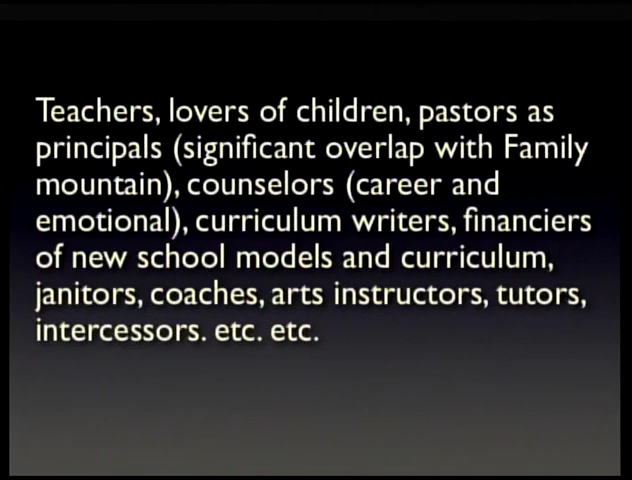 Teachers, lovers of children, pastors as
principals (significant overlap with Family
mountain), counselors (career and
emotional), curriculum writers, financiers
of new school models and curriculum,
janitors, coaches, arts instructors, tutors,
intercessors. etc. etc.